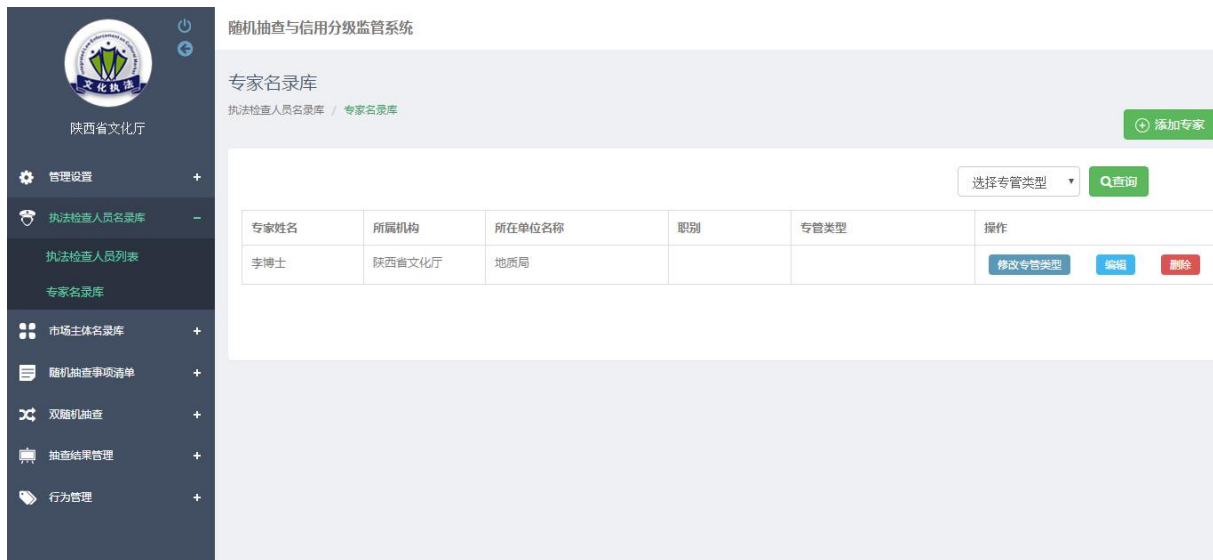 随机抽查与信用分级监管系统
文化执法
陕西省文化厅
管理设置
执法检查人员名录库
执法检查人员列表
专家名录库
市场主体名录库
随机抽查事项清单
双随机抽查
抽查结果管理
行为管理
专家名录库
执法检查人员名录库 / 专家名录库
添加专家
选择专管类型 查询
专家姓名 所属机构 所在单位名称 职别 专管类型 操作
李博士 陕西省文化厅 地质局 修改专管类型 编辑 删除